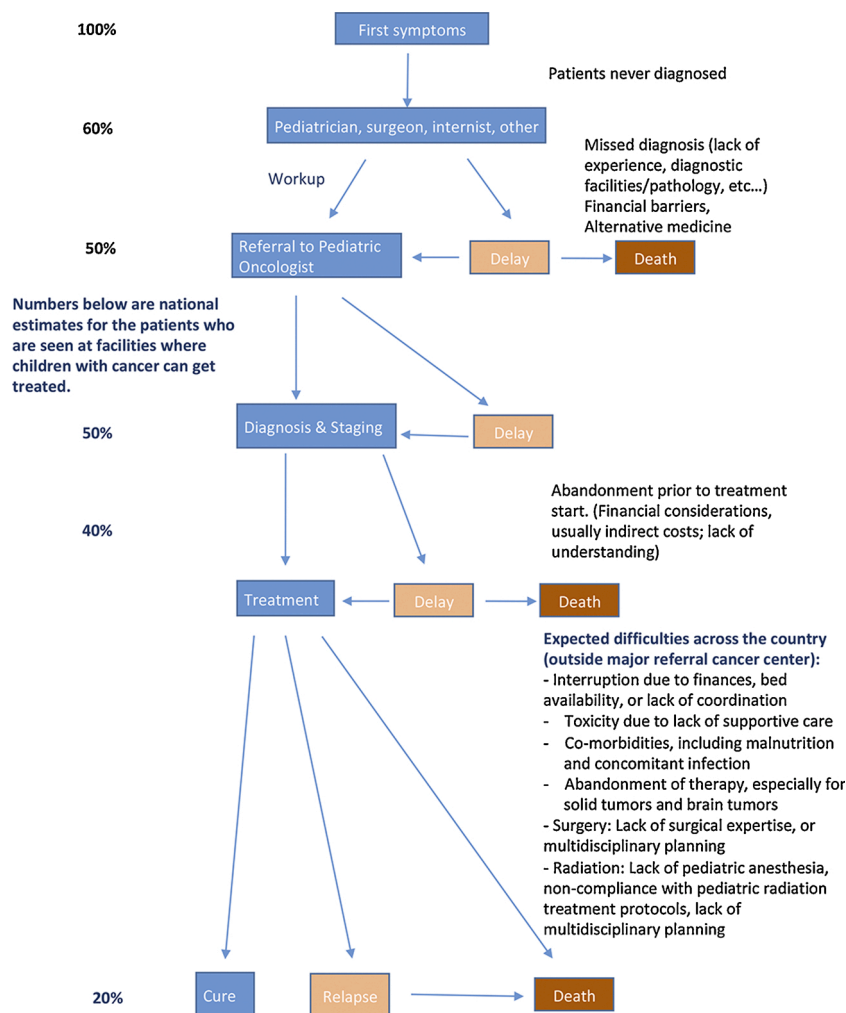 100%
First symptoms
Patients never diagnosed
60%
Pediatrician, surgeon, internist, other
Missed diagnosis (lack of
experience, diagnostic
facilities/pathology, etc...)
Financial barriers,
Alternative medicine
Workup
50%
Referral to Pediatric
Oncologist
Delay
Death
Numbers below are national
estimates for the patients who
are seen at facilities where
children with cancer can get
treated.
50%
Diagnosis & Staging
Delay
40%
Abandonment prior to treatment
start. (Financial considerations,
usually indirect costs; lack of
understanding)
Treatment
Delay
Death
Expected difficulties across the country
(outside major referral cancer center):
- Interruption due to finances, bed
availability, or lack of coordination
- Toxicity due to lack of supportive care
- Co-morbidities, including malnutrition
and concomitant infection
- Abandonment of therapy, especially for
solid tumors and brain tumors
- Surgery: Lack of surgical expertise, or
multidisciplinary planning
- Radiation: Lack of pediatric anesthesia,
non-compliance with pediatric radiation
treatment protocols, lack of
multidisciplinary planning
20%
Cure
Relapse
Death